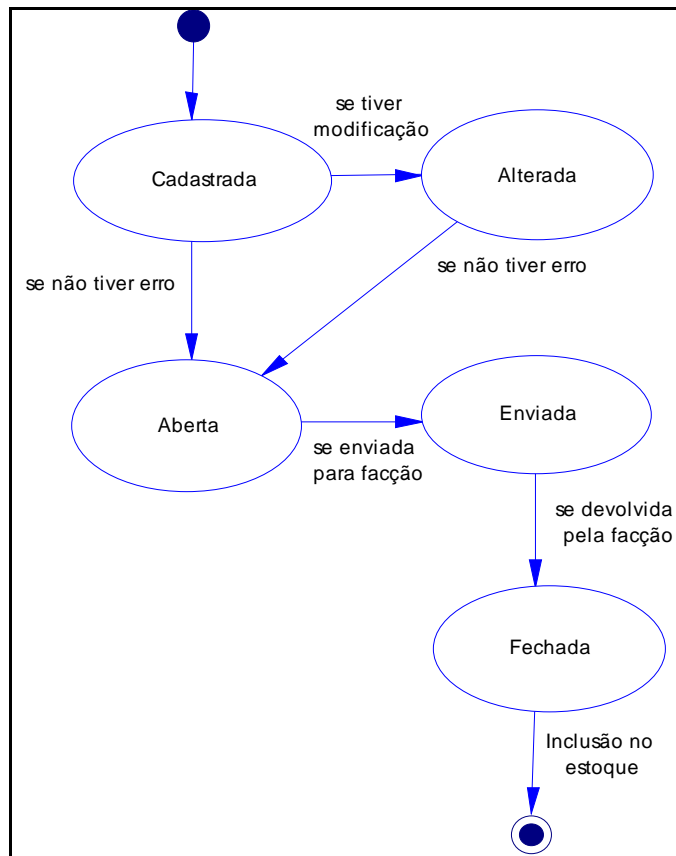 se tiver
modificação
Cadastrada
Alterada
se não tiver erro
se não tiver erro
Aberta
Enviada
se enviada
para facção
se devolvida
pela facção
Fechada
Inclusão no
estoque